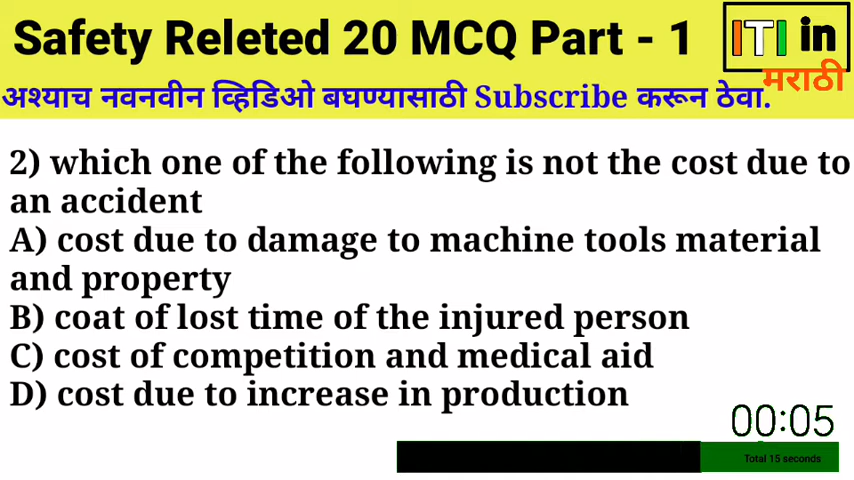 Safety Releted 20 MCQ Part - 1
ITI in
मराठी
अश्याच नवनवीन व्हिडिओ बघण्यासाठी Subscribe करून ठेवा.
2) which one of the following is not the cost due to
an accident
A) cost due to damage to machine tools material
and property
B) coat of lost time of the injured person
C) cost of competition and medical aid
D) cost due to increase in production
00:05
Total 15 seconds